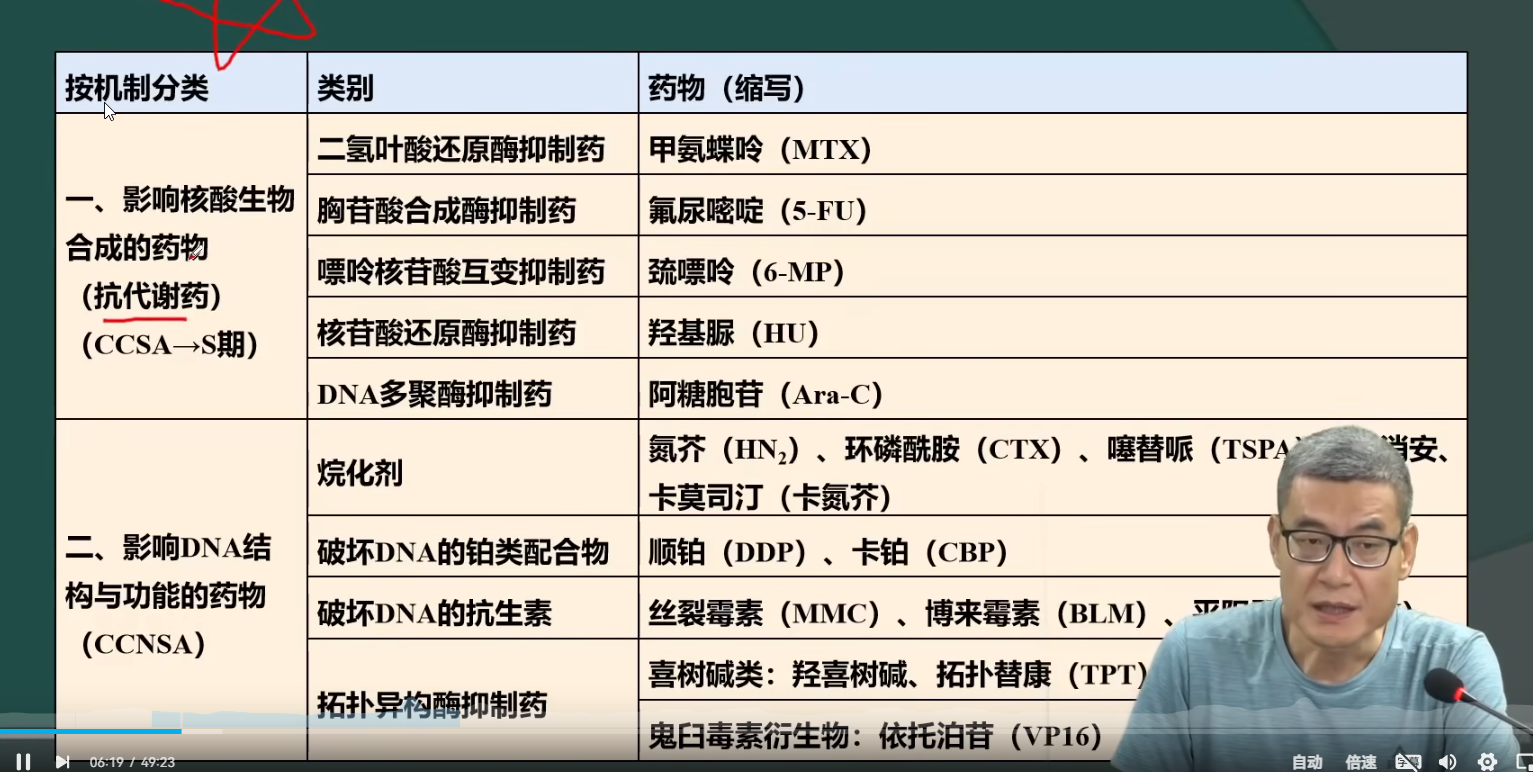 按机制分类 类别 药物（缩写）
一、影响核酸生物
合成的药物
（抗代谢药）
（CCSA→S期）
二氢叶酸还原酶抑制药 甲氨蝶呤（MTX）
胸苷酸合成酶抑制药 氟尿嘧啶（5-FU）
嘌呤核苷酸互变抑制药 巯嘌呤（6-MP）
核苷酸还原酶抑制药 羟基脲（HU）
DNA多聚酶抑制药 阿糖胞苷（Ara-C）
二、影响DNA结
构与功能的药物
（CCNSA）
烷化剂
氮芥（HN₂）、环磷酰胺（CTX）、噻替哌（TSPA 消安、
卡莫司汀（卡氮芥）
破坏DNA的铂类配合物 顺铂（DDP）、卡铂（CBP）
破坏DNA的抗生素 丝裂霉素（MMC）、博来霉素（BLM）、
拓扑异构酶抑制药
喜树碱类：羟喜树碱、拓扑替康（TPT）
鬼臼毒素衍生物：依托泊苷（VP16）
06:19 / 49:23 自动 倍速